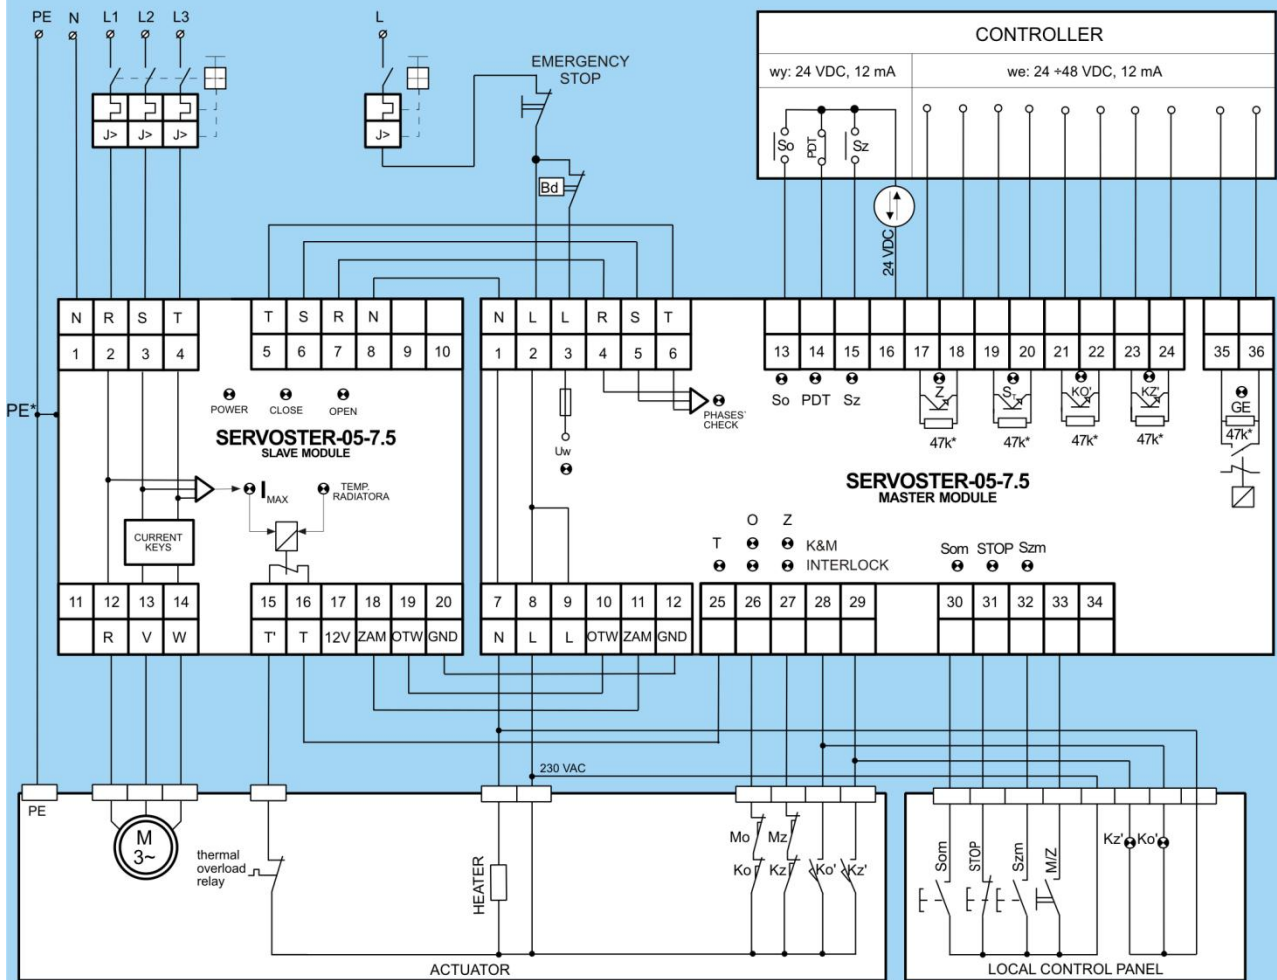 PE N L1 L2 L3 L
EMERGENCY
STOP
CONTROLLER
wy: 24 VDC, 12 mA
we: 24 ÷48 VDC, 12 mA
J> J> J> J>
So PDT Sz
Bd
24 VDC
N R S T
1 2 3 4
T S R N
5 6 7 8 9 10
N L L R S T
1 2 3 4 5 6
13 14 15 16 17 18 19 20 21 22 23 24
35 36
PE*
POWER CLOSE OPEN
SERVOSTER-05-7.5
SLAVE MODULE
I MAX
TEMP.
RADIATORA
CURRENT
KEYS
Uw
PHASES'
CHECK
So PDT Sz
Z ST KO' KZ'
47k* 47k* 47k* 47k*
GE
47k*
SERVOSTER-05-7.5
MASTER MODULE
O Z
T K&M
INTERLOCK
Som STOP Szm
11 12 13 14
R V W
15 16 17 18 19 20
T' T 12V ZAM OTW GND
7 8 9 10 11 12
N L L OTW ZAM GND
25 26 27 28 29
30 31 32 33 34
230 VAC
PE
M
3~
thermal
overload
relay
HEATER
Mo Mz
Ko Kz Ko' Kz'
ACTUATOR
Som STOP Szm M/Z
Kz' Ko'
LOCAL CONTROL PANEL